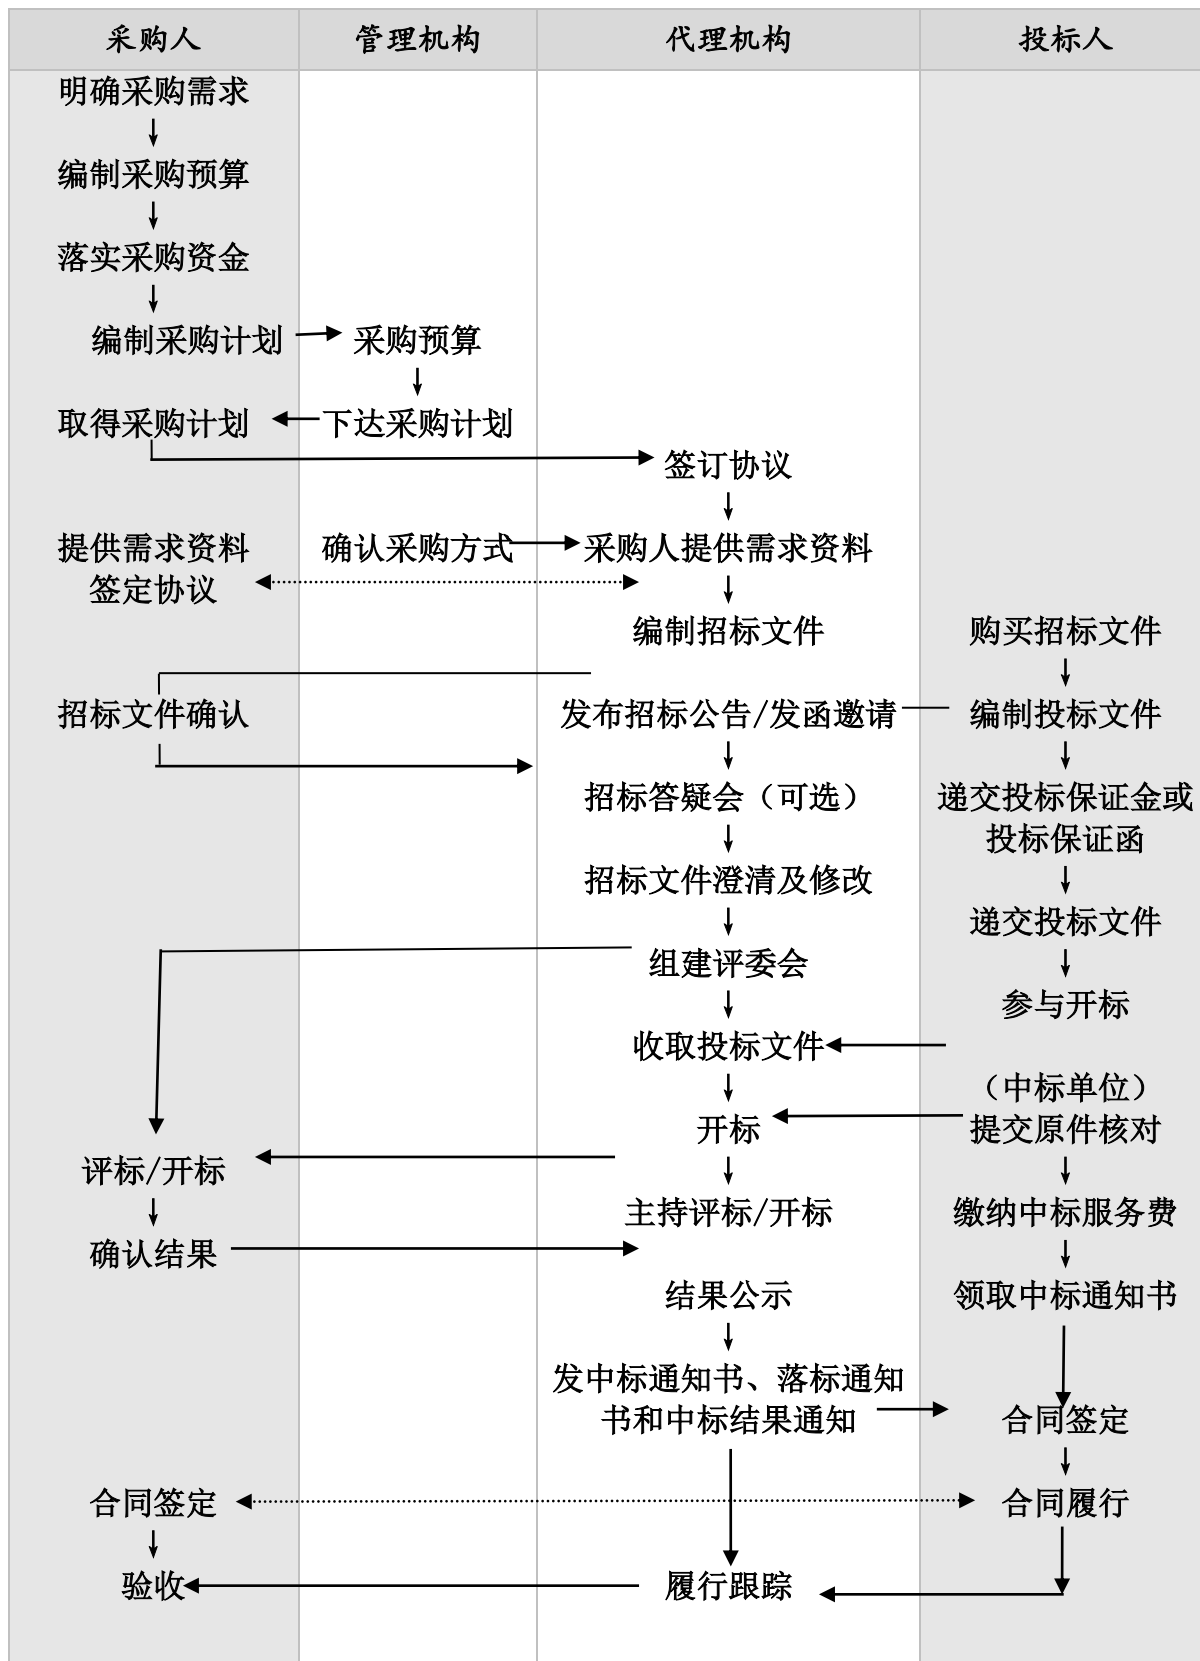 采购人 管理机构 代理机构 投标人
明确采购需求
编制采购预算
落实采购资金
编制采购计划 采购预算
取得采购计划 下达采购计划
签订协议
提供需求资料 确认采购方式 采购人提供需求资料
签定协议
编制招标文件 购买招标文件
招标文件确认 发布招标公告/发函邀请 编制投标文件
招标答疑会（可选） 递交投标保证金或
投标保证函
招标文件澄清及修改
递交投标文件
组建评委会
参与开标
收取投标文件
（中标单位）
开标 提交原件核对
评标/开标
主持评标/开标 缴纳中标服务费
确认结果
结果公示 领取中标通知书
发中标通知书、落标通知
书和中标结果通知 合同签定
合同签定 合同履行
验收 履行跟踪